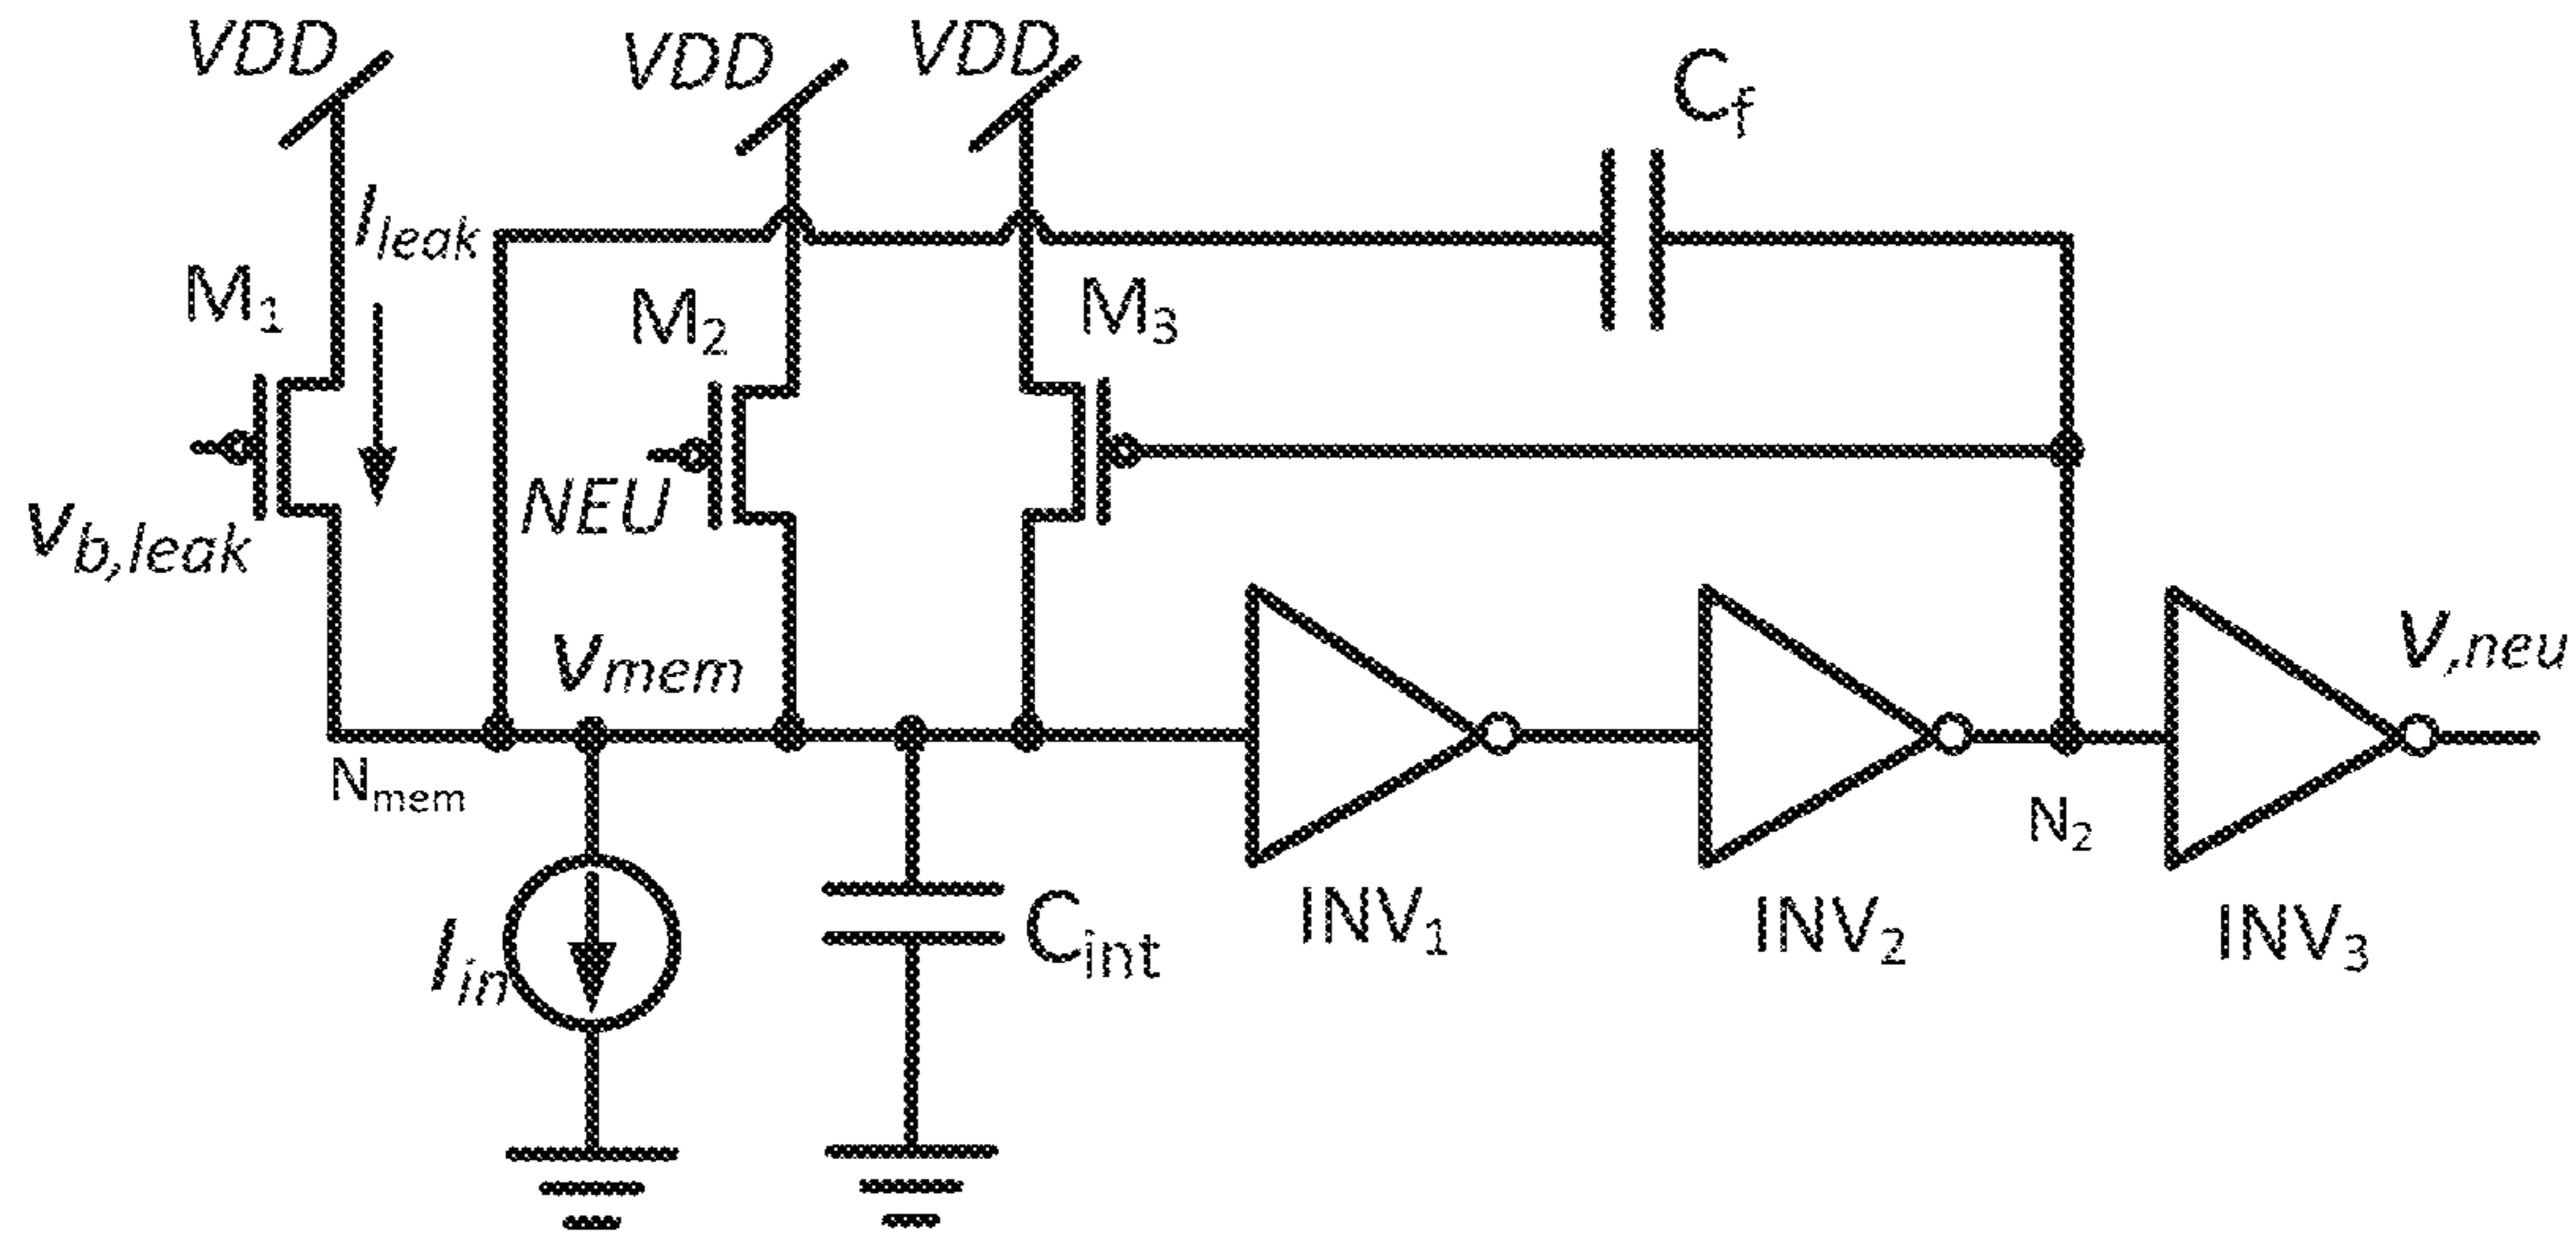 VDD
VDD
VDD
C_f
I_leak
M_1
M_2
M_3
V_b,leak
NEU
V_mem
V_,neu
N_mem
N_2
I_in
C_int
INV_1
INV_2
INV_3